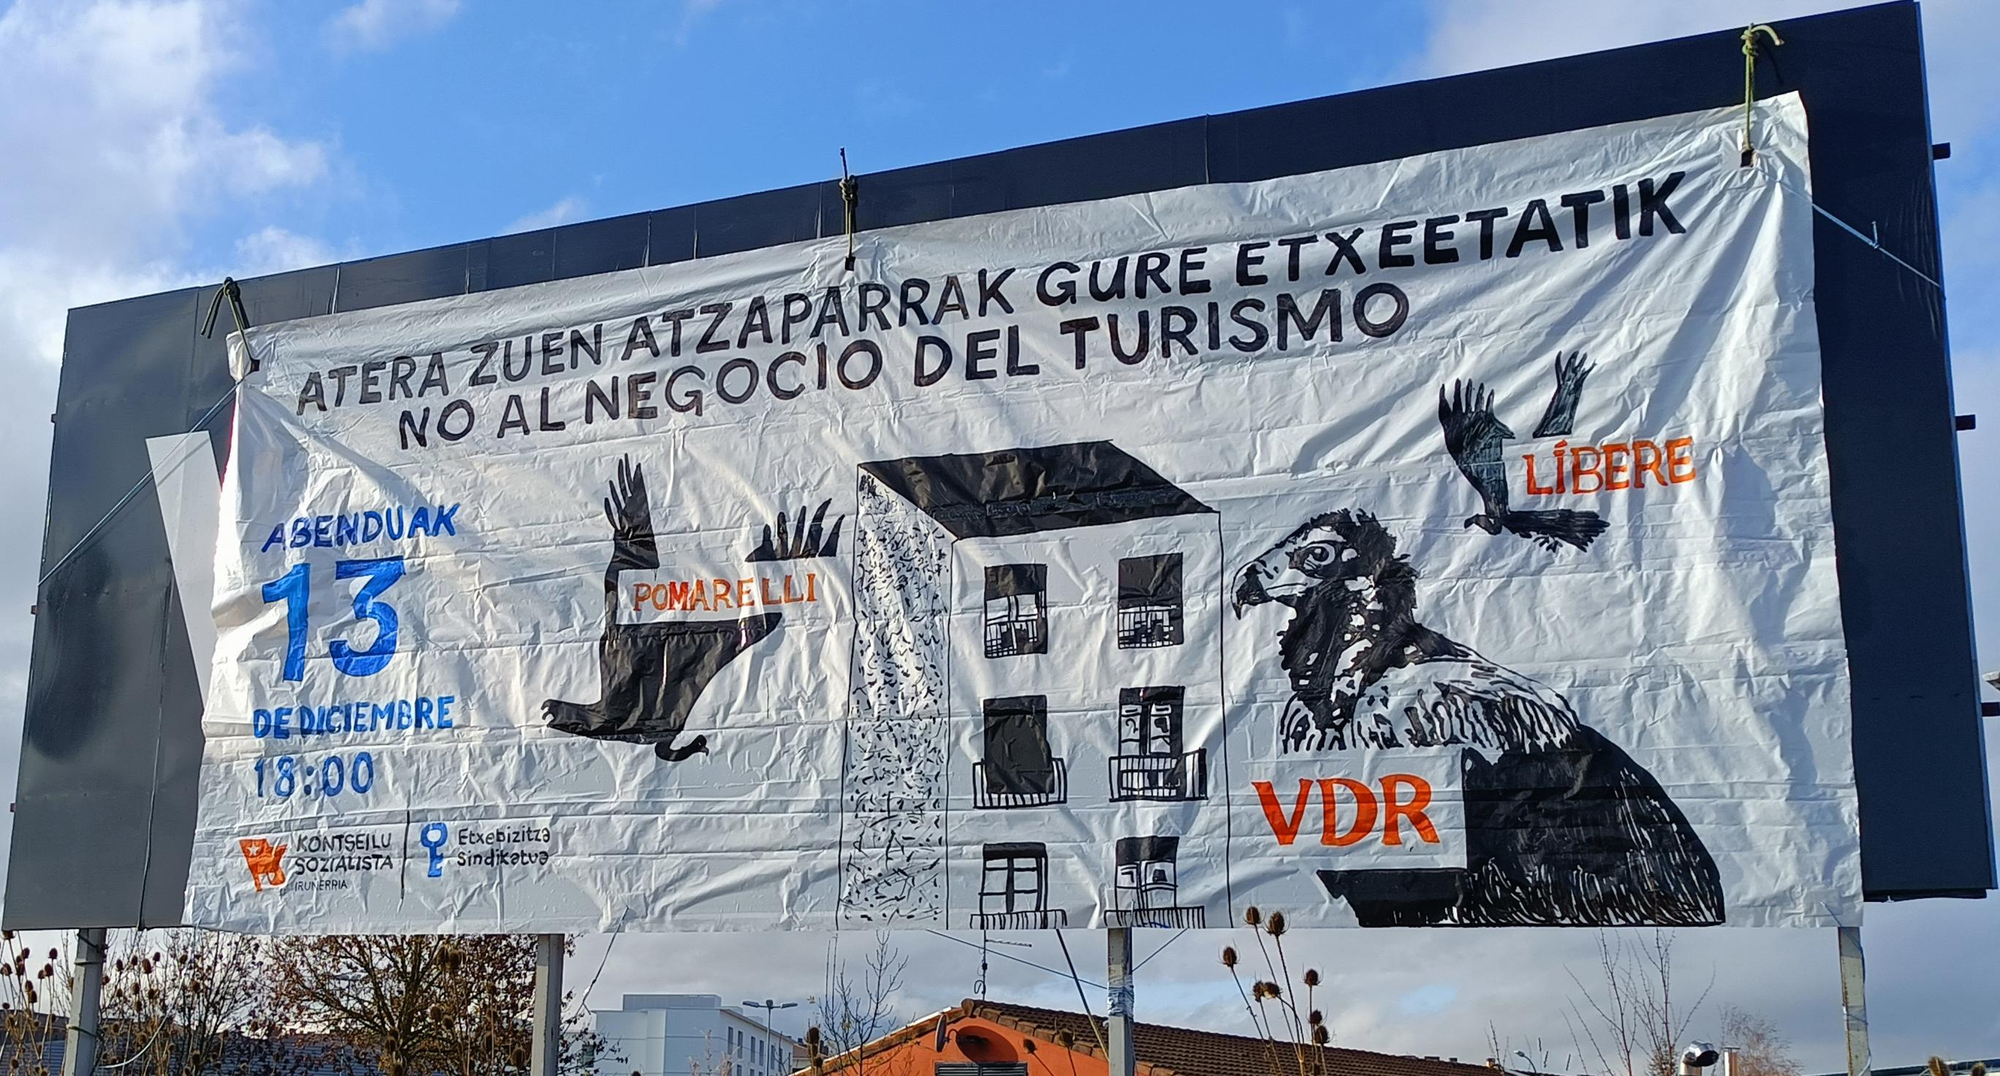 ATERA ZUEN ATZAPARRAK GURE ETXEETATIK
NO AL NEGOCIO DEL TURISMO
ABENDUAK
13
DE DICIEMBRE
18:00
POMARELLI
LÍBERE
VDR
KONTSEILU
SOZIALISTA
IRUÑERRIA
Etxebizitza
Sindikatua